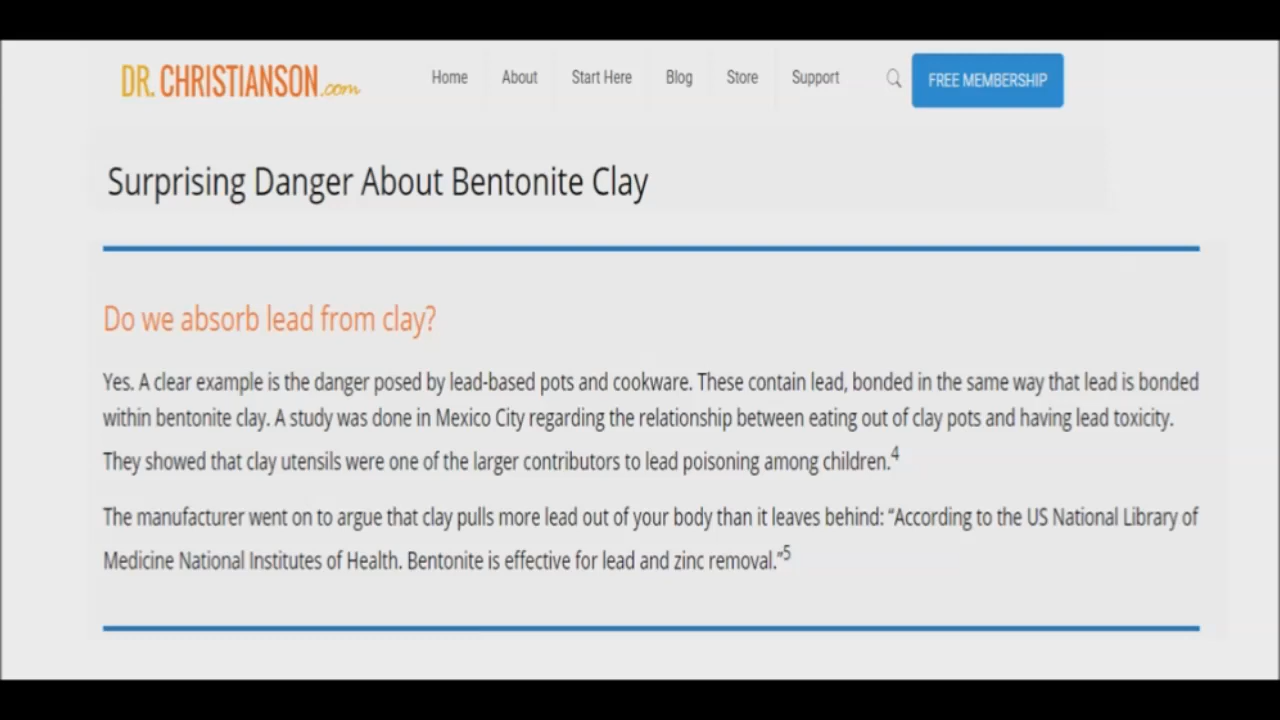 DR. CHRISTIANSON.com
Home About Start Here Blog Store Support FREE MEMBERSHIP
Surprising Danger About Bentonite Clay
Do we absorb lead from clay?
Yes. A clear example is the danger posed by lead-based pots and cookware. These contain lead, bonded in the same way that lead is bonded
within bentonite clay. A study was done in Mexico City regarding the relationship between eating out of clay pots and having lead toxicity.
They showed that clay utensils were one of the larger contributors to lead poisoning among children.4
The manufacturer went on to argue that clay pulls more lead out of your body than it leaves behind: “According to the US National Library of
Medicine National Institutes of Health. Bentonite is effective for lead and zinc removal.”5